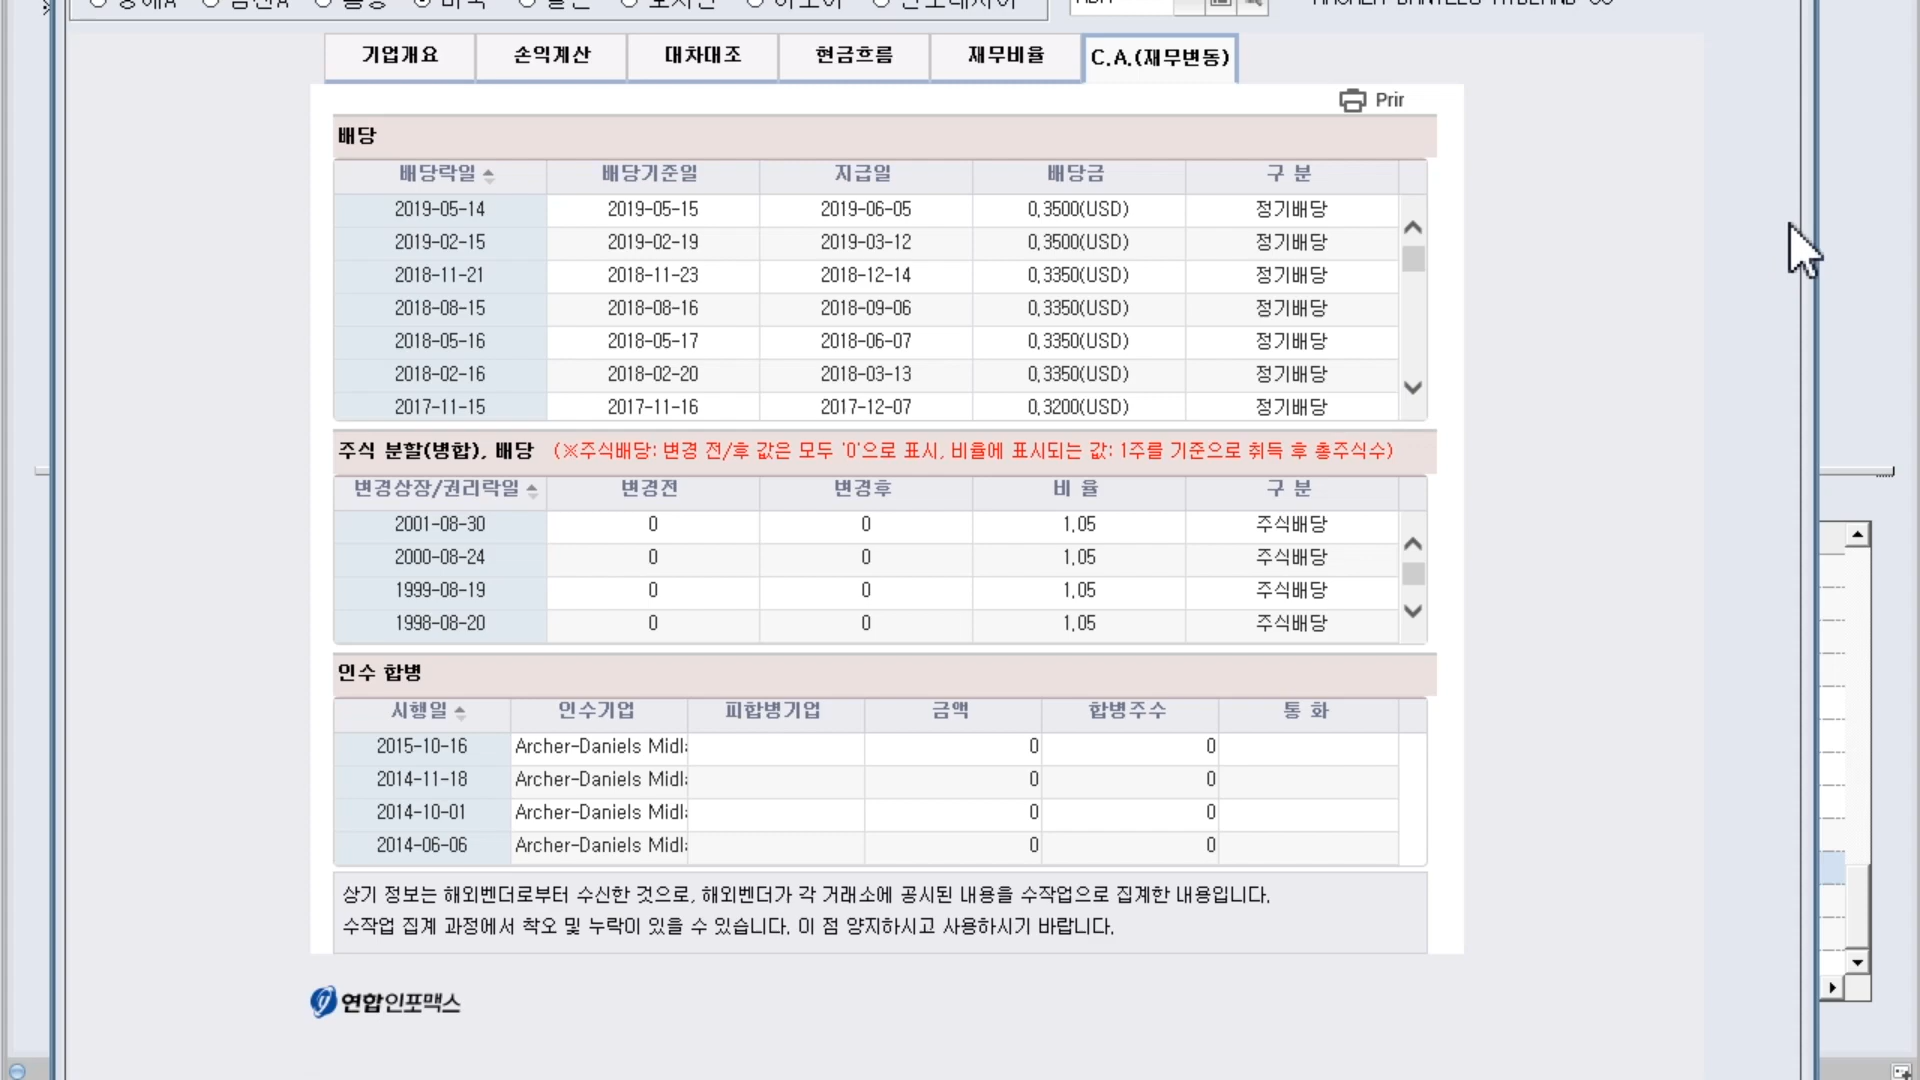 기업개요 손익계산 대차대조 현금흐름 재무비율 C.A.(재무변동)
Prir
배당
배당락일 배당기준일 지급일 배당금 구 분
2019-05-14 2019-05-15 2019-06-05 0.3500(USD) 정기배당
2019-02-15 2019-02-19 2019-03-12 0.3500(USD) 정기배당
2018-11-21 2018-11-23 2018-12-14 0.3350(USD) 정기배당
2018-08-15 2018-08-16 2018-09-06 0.3350(USD) 정기배당
2018-05-16 2018-05-17 2018-06-07 0.3350(USD) 정기배당
2018-02-16 2018-02-20 2018-03-13 0.3350(USD) 정기배당
2017-11-15 2017-11-16 2017-12-07 0.3200(USD) 정기배당
주식 분할(병합), 배당 (※주식배당: 변경 전/후 값은 모두 '0'으로 표시, 비율에 표시되는 값: 1주를 기준으로 취득 후 총주식수)
변경상장/권리락일 변경전 변경후 비 율 구 분
2001-08-30 0 0 1.05 주식배당
2000-08-24 0 0 1.05 주식배당
1999-08-19 0 0 1.05 주식배당
1998-08-20 0 0 1.05 주식배당
인수 합병
시행일 인수기업 피합병기업 금액 합병주수 통 화
2015-10-16 Archer-Daniels Midl 0 0
2014-11-18 Archer-Daniels Midl 0 0
2014-10-01 Archer-Daniels Midl 0 0
2014-06-06 Archer-Daniels Midl 0 0
상기 정보는 해외벤더로부터 수신한 것으로, 해외벤더가 각 거래소에 공시된 내용을 수작업으로 집계한 내용입니다.
수작업 집계 과정에서 착오 및 누락이 있을 수 있습니다. 이 점 양지하시고 사용하시기 바랍니다.
연합인포맥스